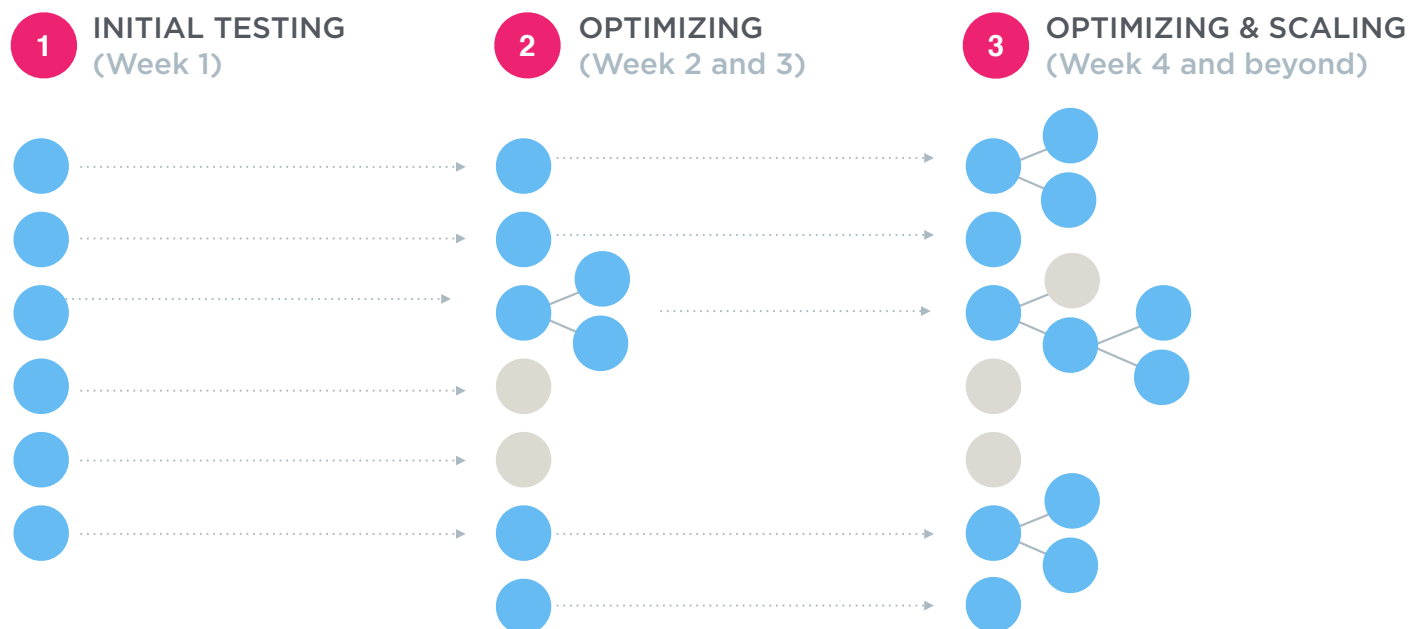 1 INITIAL TESTING
(Week 1)
2 OPTIMIZING
(Week 2 and 3)
3 OPTIMIZING & SCALING
(Week 4 and beyond)